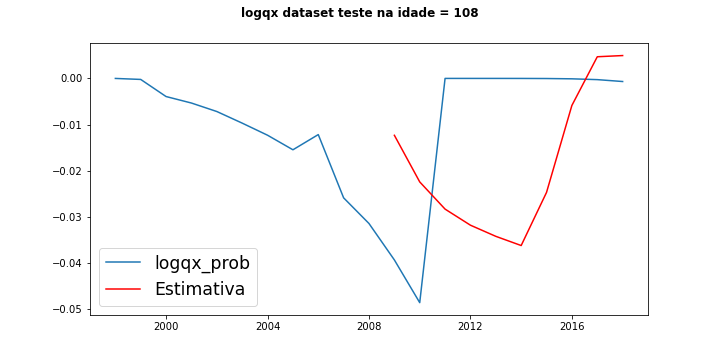 logqx dataset teste na idade = 108
0.00
−0.01
−0.02
−0.03
−0.04
−0.05
logqx_prob
Estimativa
2000 2004 2008 2012 2016